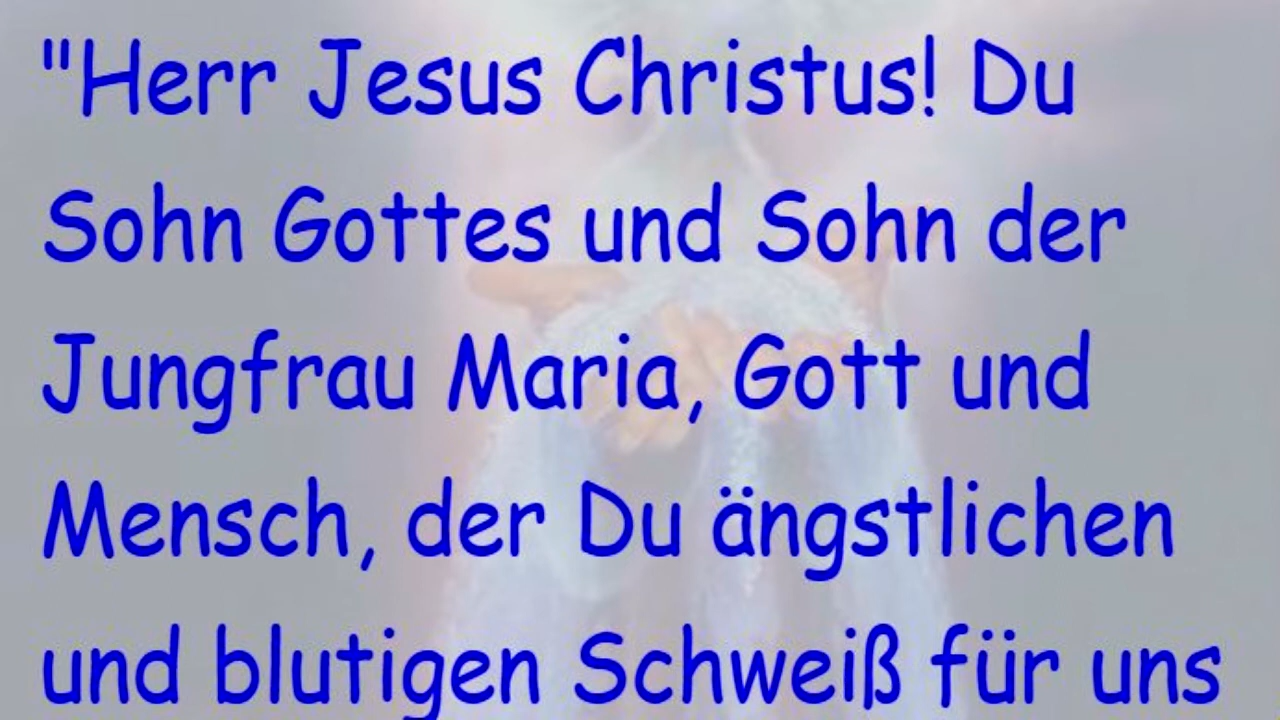 "Herr Jesus Christus! Du
Sohn Gottes und Sohn der
Jungfrau Maria, Gott und
Mensch, der Du ängstlichen
und blutigen Schweiß für uns